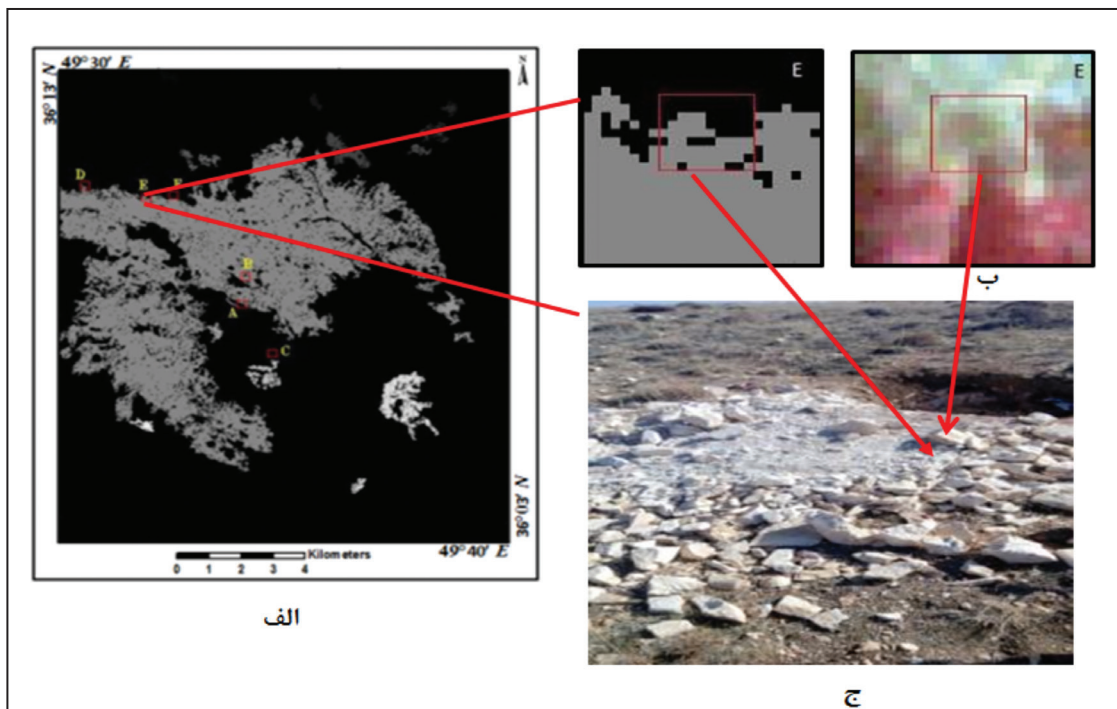 49°30′ E
36°13′ N
N
D
E
F
B
A
C
36°03′ N
49°40′ E
Kilometers
0 1 2 3 4
الف
E
E
ب
ج